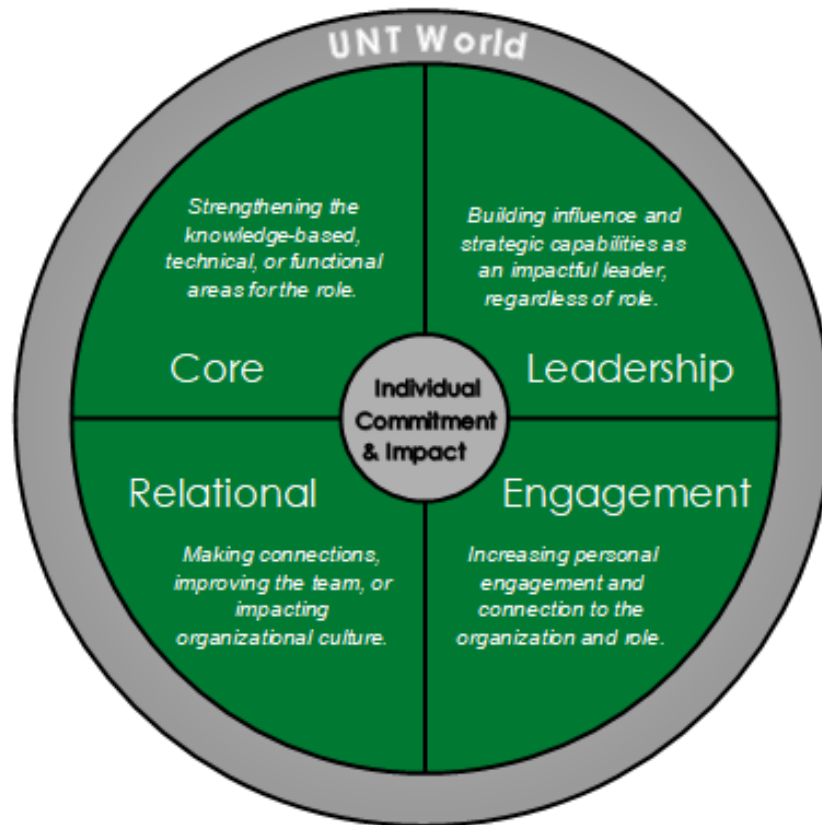 UNT World
Strengthening the
knowledge-based,
technical, or functional
areas for the role.
Core
Building influence and
strategic capabilities as
an impactful leader,
regardless of role.
Leadership
Individual
Commitment
& Impact
Relational
Making connections,
improving the team, or
impacting
organizational culture.
Engagement
Increasing personal
engagement and
connection to the
organization and role.